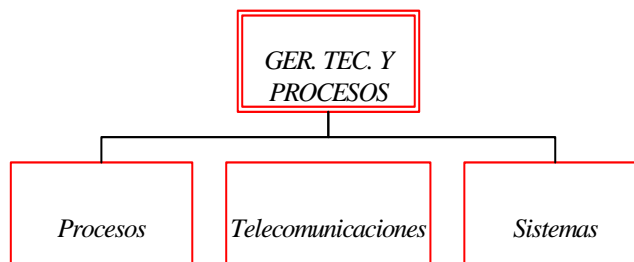 GER. TEC. Y
PROCESOS
Procesos
Telecomunicaciones
Sistemas